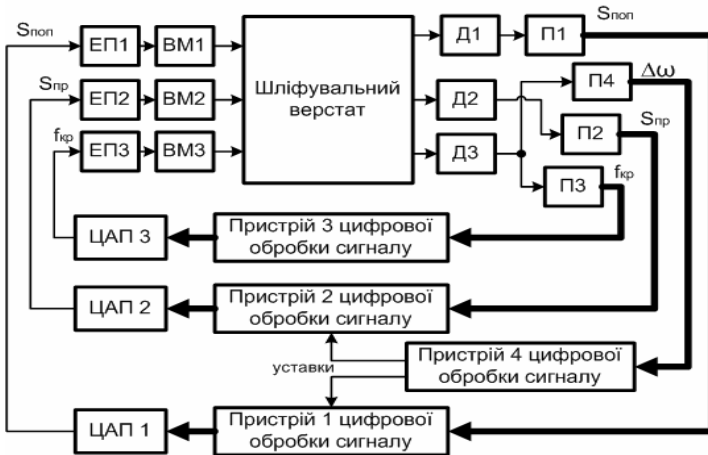 Sпоп
ЕП1
ВМ1
Sпр
ЕП2
ВМ2
fкр
ЕП3
ВМ3
Шліфувальний
верстат
Д1
П1
Sпоп
Д2
П4
Δω
П2
Sпр
Д3
П3
fкр
ЦАП 3
Пристрій 3 цифрової
обробки сигналу
ЦАП 2
Пристрій 2 цифрової
обробки сигналу
уставки
Пристрій 4 цифрової
обробки сигналу
ЦАП 1
Пристрій 1 цифрової
обробки сигналу